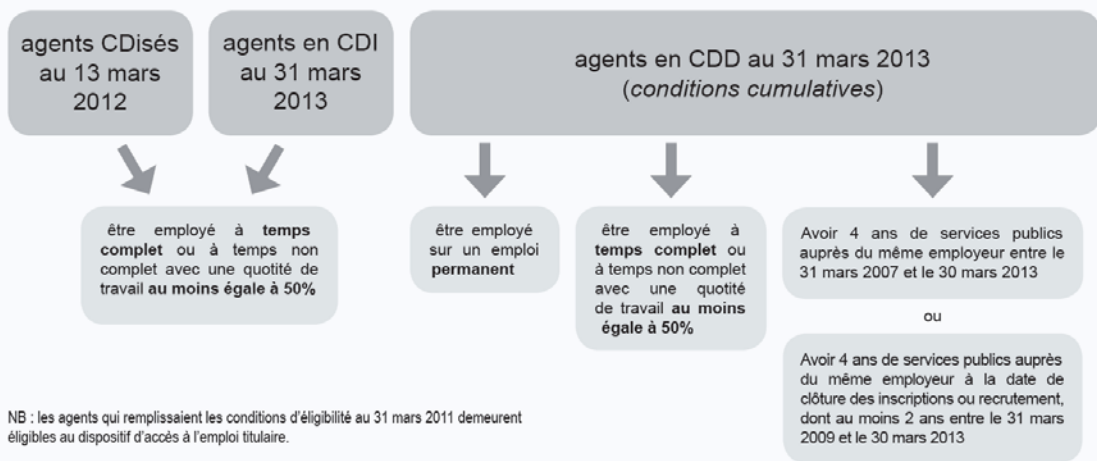 agents CDisés
au 13 mars
2012
agents en CDI
au 31 mars
2013
agents en CDD au 31 mars 2013
(conditions cumulatives)
être employé à temps
complet ou à temps non
complet avec une quotité de
travail au moins égale à 50%
être employé
sur un emploi
permanent
être employé à
temps complet ou
à temps non complet
avec une quotité
de travail au moins
égale à 50%
Avoir 4 ans de services publics
auprès du même employeur entre le
31 mars 2007 et le 30 mars 2013
ou
Avoir 4 ans de services publics auprès
du même employeur à la date de
clôture des inscriptions ou recrutement,
dont au moins 2 ans entre le 31 mars
2009 et le 30 mars 2013
NB : les agents qui remplissaient les conditions d'éligibilité au 31 mars 2011 demeurent
éligibles au dispositif d'accès à l'emploi titulaire.